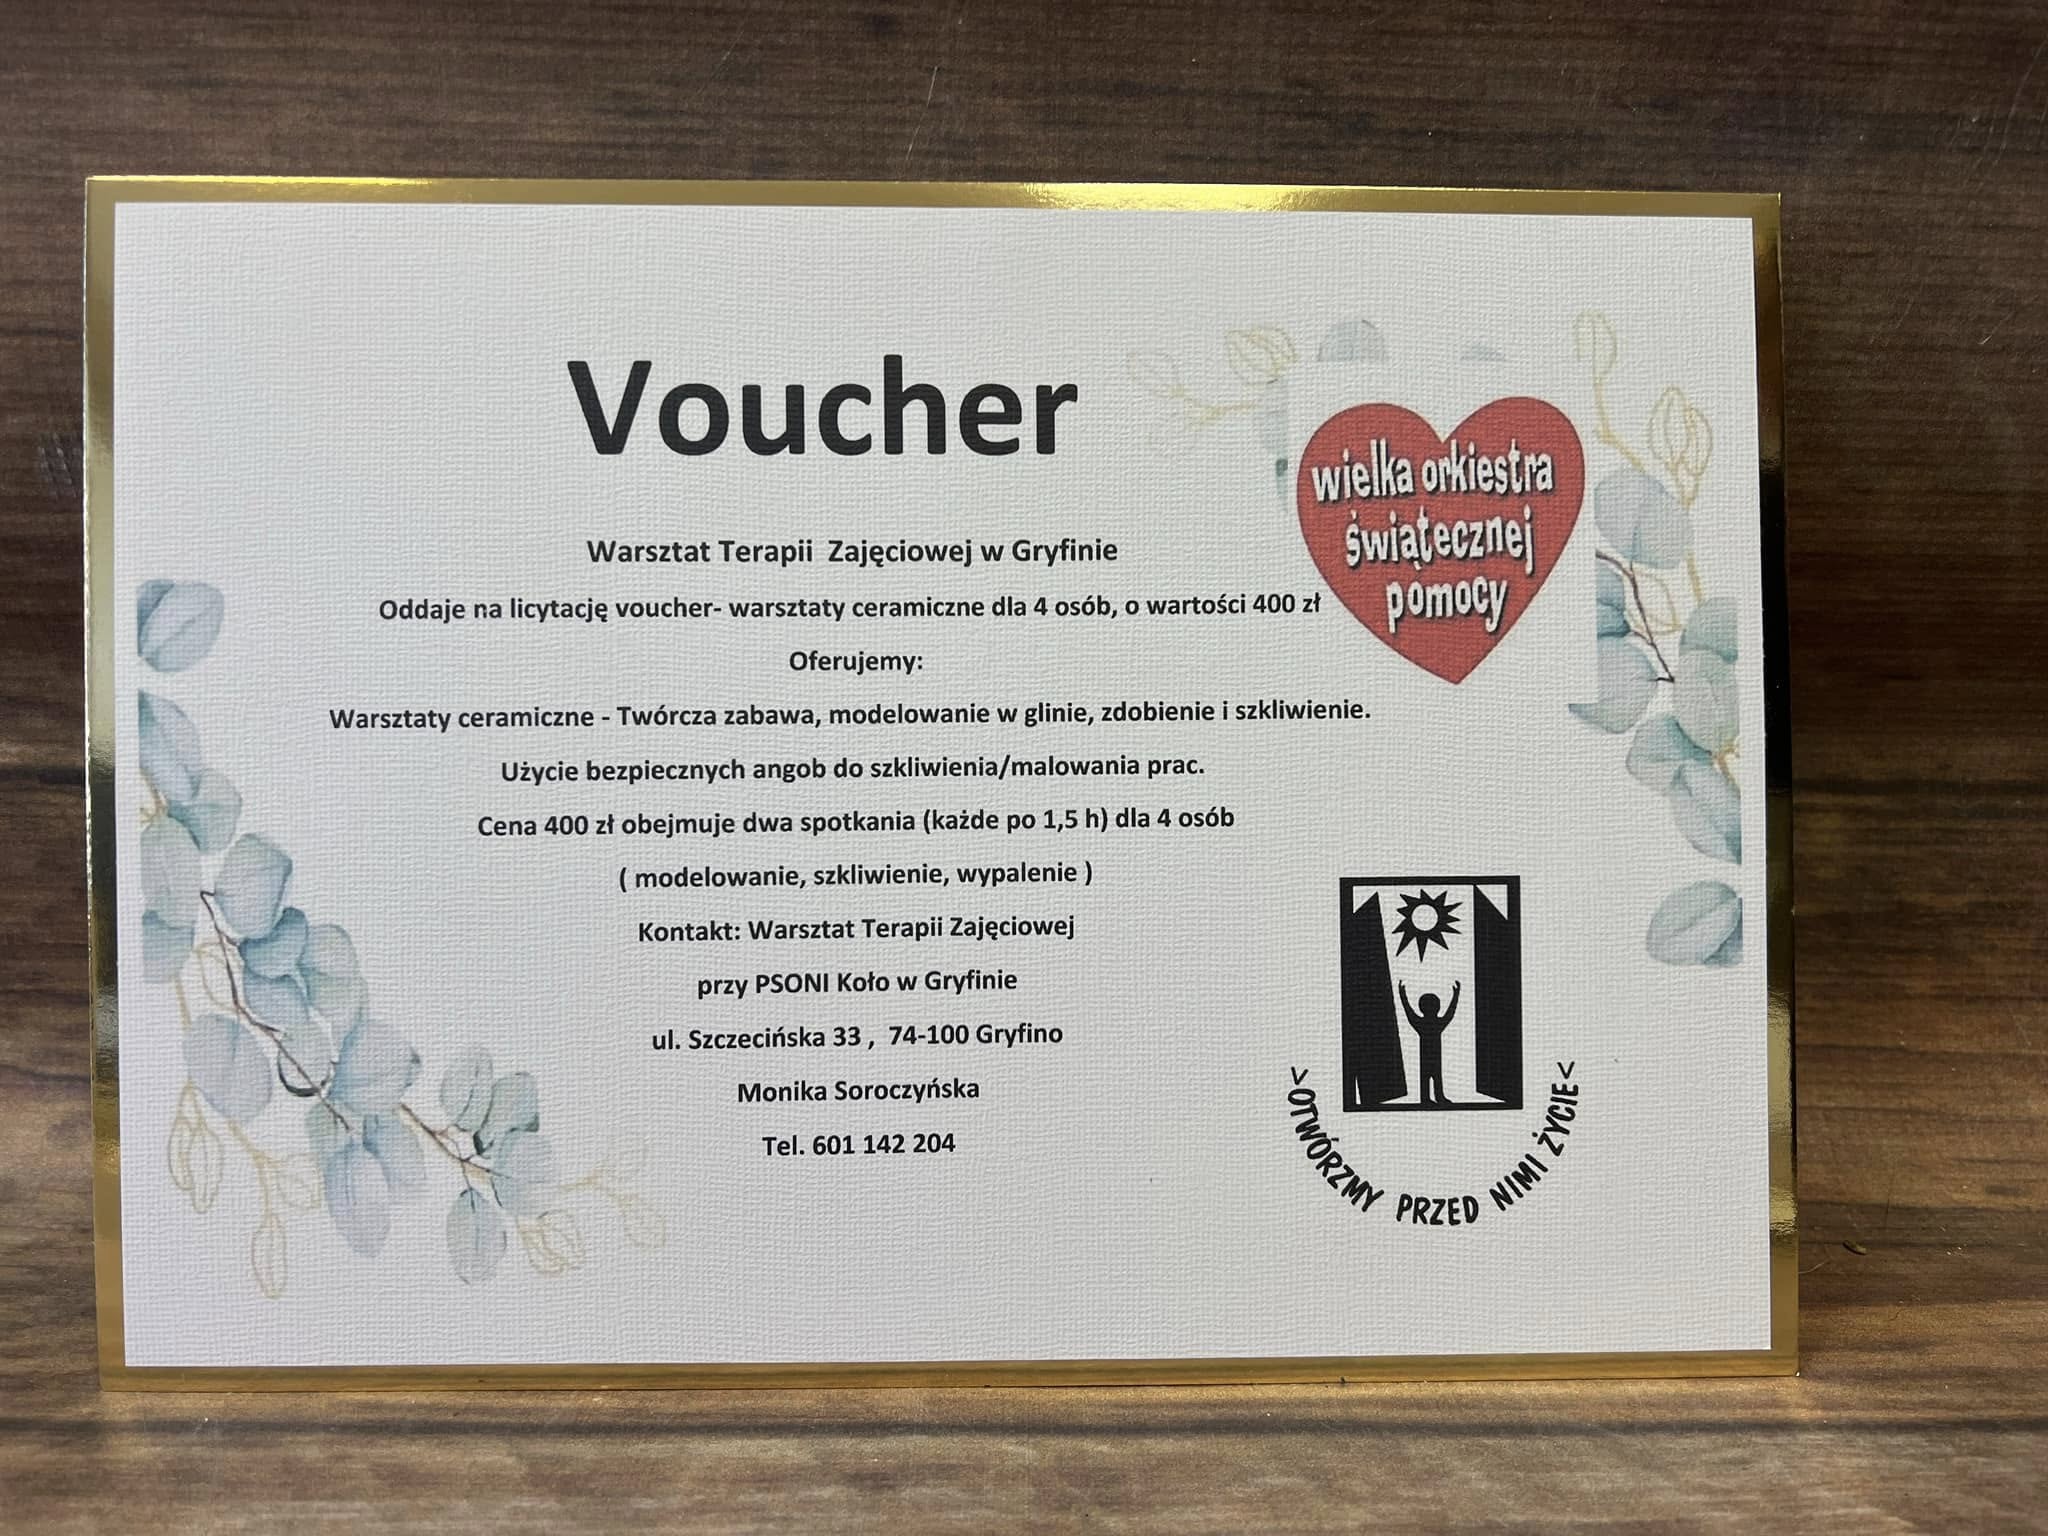 Voucher
wielka orkiestra
świątecznej
pomocy
Warsztat Terapii  Zajęciowej w Gryfinie
Oddaje na licytację voucher- warsztaty ceramiczne dla 4 osób, o wartości 400 zł
Oferujemy:
Warsztaty ceramiczne - Twórcza zabawa, modelowanie w glinie, zdobienie i szkliwienie.
Użycie bezpiecznych angob do szkliwienia/malowania prac.
Cena 400 zł obejmuje dwa spotkania (każde po 1,5 h) dla 4 osób
( modelowanie, szkliwienie, wypalenie )
Kontakt: Warsztat Terapii Zajęciowej
przy PSONI Koło w Gryfinie
ul. Szczecińska 33 ,  74-100 Gryfino
Monika Soroczyńska
Tel. 601 142 204
>OTWÓRZMY PRZED NIMI ŻYCIE<